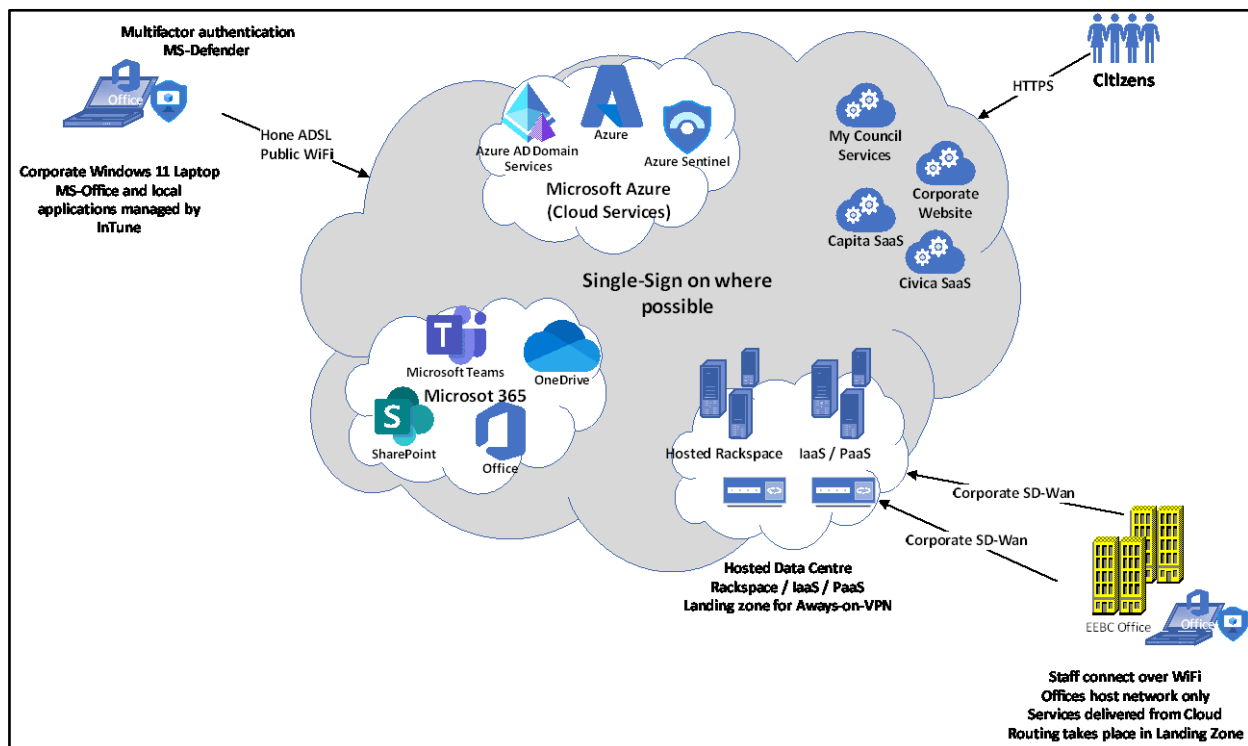 Multifactor authentication
MS-Defender
Office
Corporate Windows 11 Laptop
MS-Office and local
applications managed by
InTune
Hone ADSL
Public WiFi
Azure AD Domain
Services
Azure
Azure Sentinel
Microsoft Azure
(Cloud Services)
HTTPS
Citizens
My Council
Services
Corporate
Website
Capita SaaS
Civica SaaS
Single-Sign on where
possible
T
Microsoft Teams
OneDrive
Microsot 365
S
SharePoint
Office
Hosted Rackspace
IaaS / PaaS
Hosted Data Centre
Rackspace / IaaS / PaaS
Landing zone for Aways-on-VPN
Corporate SD-Wan
Corporate SD-Wan
EEBC Office
Office
Staff connect over WiFi
Offices host network only
Services delivered from Cloud
Routing takes place in Landing Zone